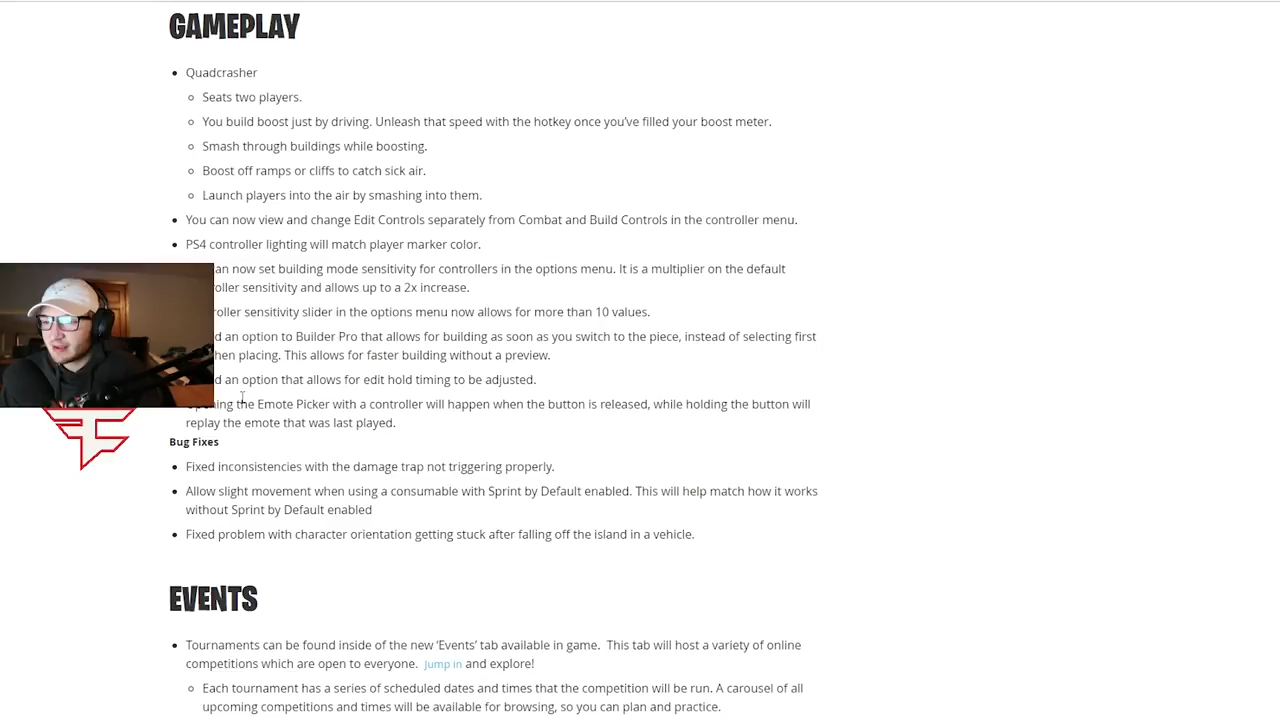 GAMEPLAY
Quadcrasher
Seats two players.
You build boost just by driving. Unleash that speed with the hotkey once you've filled your boost meter.
Smash through buildings while boosting.
Boost off ramps or cliffs to catch sick air.
Launch players into the air by smashing into them.
You can now view and change Edit Controls separately from Combat and Build Controls in the controller menu.
PS4 controller lighting will match player marker color.
an now set building mode sensitivity for controllers in the options menu. It is a multiplier on the default
oller sensitivity and allows up to a 2x increase.
roller sensitivity slider in the options menu now allows for more than 10 values.
d an option to Builder Pro that allows for building as soon as you switch to the piece, instead of selecting first
hen placing. This allows for faster building without a preview.
d an option that allows for edit hold timing to be adjusted.
Opening the Emote Picker with a controller will happen when the button is released, while holding the button will
replay the emote that was last played.
Bug Fixes
Fixed inconsistencies with the damage trap not triggering properly.
Allow slight movement when using a consumable with Sprint by Default enabled. This will help match how it works
without Sprint by Default enabled
Fixed problem with character orientation getting stuck after falling off the island in a vehicle.
EVENTS
Tournaments can be found inside of the new ‘Events’ tab available in game.  This tab will host a variety of online
competitions which are open to everyone.  Jump in and explore!
Each tournament has a series of scheduled dates and times that the competition will be run. A carousel of all
upcoming competitions and times will be available for browsing, so you can plan and practice.